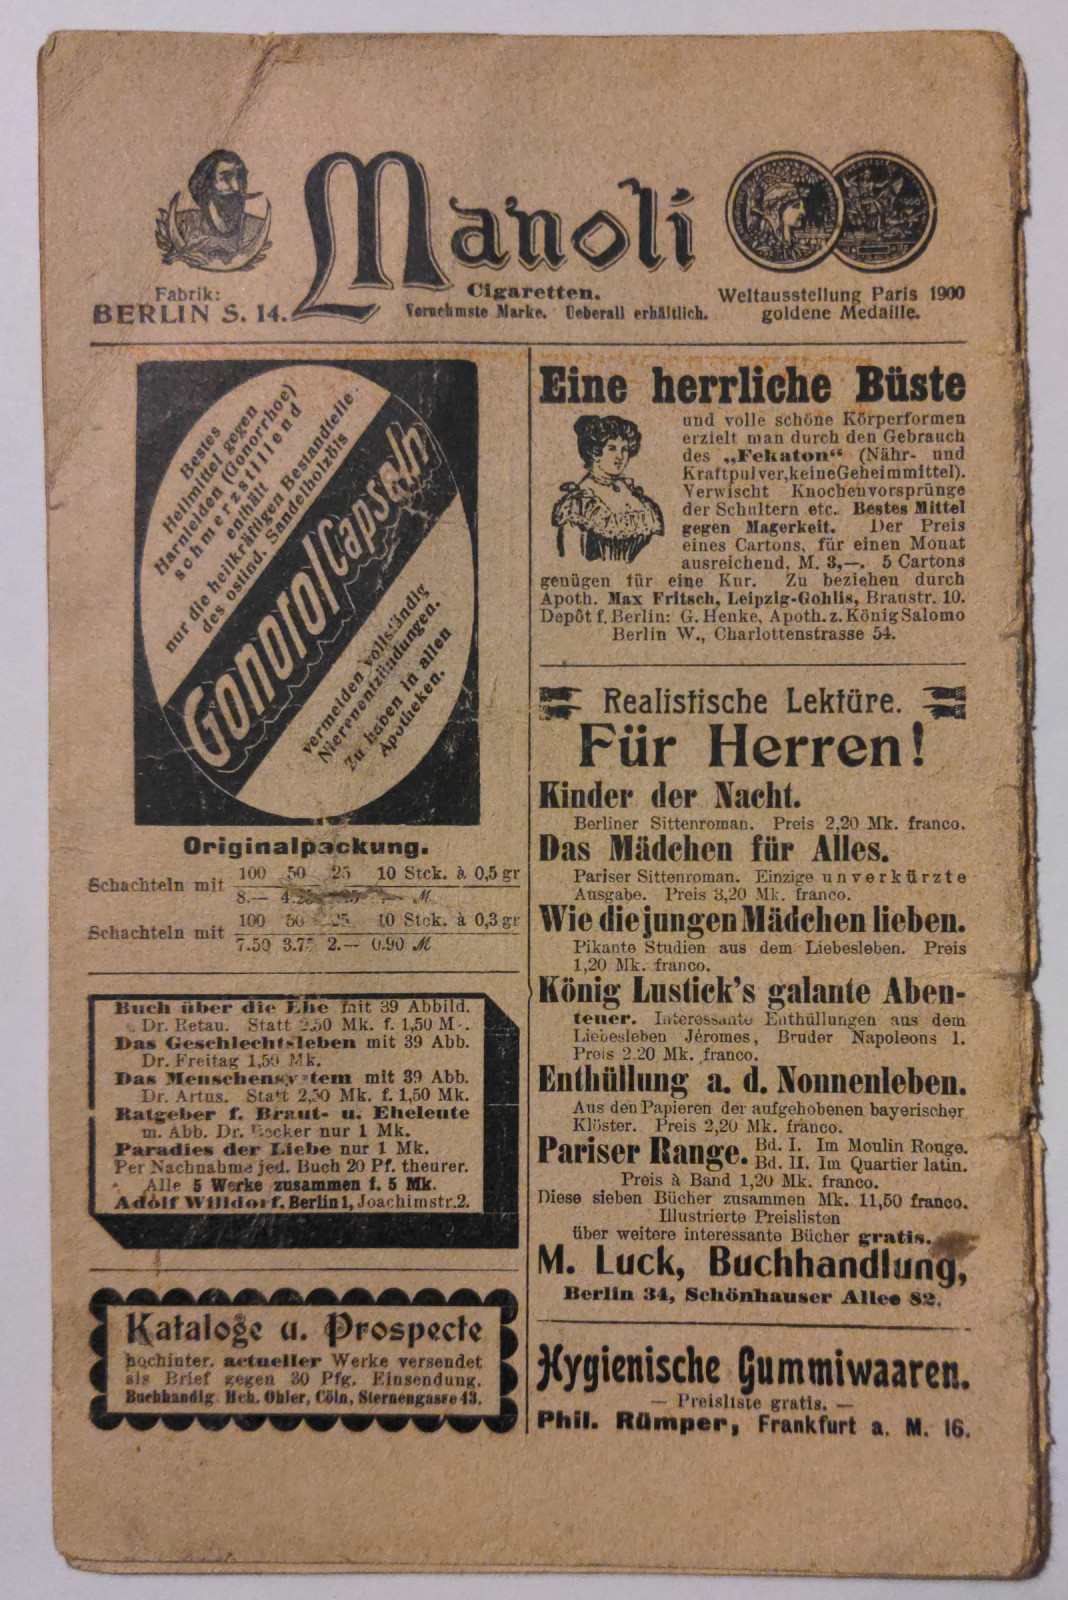 Manoli
Cigaretten.
Vornehmste Marke. Ueberall erhältlich.
Fabrik:
BERLIN S. 14.
Weltausstellung Paris 1900
goldene Medaille.
Bestes
Heilmittel gegen
Harnleiden (Gonorrhoe)
schmerzstillend
enthält
nur die heilkräftigen Bestandteile
des ostind. Sandelholzöls
Gonorol Capseln
vermeiden vollständig
Nierenentzündungen.
Zu haben in allen
Apotheken.
Originalpackung.
Schachteln mit
100 50 25 10 Stck. à 0,5 gr
8.— M
Schachteln mit
100 50 25 10 Stck. à 0,3 gr
7.50 3.75 2.— 0.90 M
Buch über die Ehe mit 39 Abbild.
Dr. Retau. Statt 2,50 Mk. f. 1,50 M.
Das Geschlechtsleben mit 39 Abb.
Dr. Freitag 1,50 Mk.
Das Menschensystem mit 39 Abb.
Dr. Artus. Statt 2,50 Mk. f. 1,50 Mk.
Ratgeber f. Braut- u. Eheleute
m. Abb. Dr. nur 1 Mk.
Paradies der Liebe nur 1 Mk.
Per Nachnahme jed. Buch 20 Pf. theurer.
Alle 5 Werke zusammen f. 5 Mk.
Adolf Willdorf, Berlin 1, Joachimstr. 2.
Kataloge u. Prospecte
hochinter. actueller Werke versendet
als Brief gegen 30 Pfg. Einsendung.
Buchhandlg Hch. Ohler, Cöln, Sternengasse 43.
Eine herrliche Büste
und volle schöne Körperformen
erzielt man durch den Gebrauch
des „Fekaton“ (Nähr- und
Kraftpulver, keine Geheimmittel).
Verwischt Knochenvorsprünge
der Schultern etc. Bestes Mittel
gegen Magerkeit. Der Preis
eines Cartons, für einen Monat
ausreichend, M. 3,—. 5 Cartons
genügen für eine Kur. Zu beziehen durch
Apoth. Max Fritsch, Leipzig-Gohlis, Braustr. 10.
Depôt f. Berlin: G. Henke, Apoth. z. König Salomo
Berlin W., Charlottenstrasse 54.
Realistische Lektüre.
Für Herren!
Kinder der Nacht.
Berliner Sittenroman. Preis 2,20 Mk. franco.
Das Mädchen für Alles.
Pariser Sittenroman. Einzige unverkürzte
Ausgabe. Preis 3,20 Mk. franco.
Wie die jungen Mädchen lieben.
Pikante Studien aus dem Liebesleben. Preis
1,20 Mk. franco.
König Lustick's galante Aben-
teuer. Interessante Enthüllungen aus dem
Liebesleben Jéromes, Bruder Napoleons 1.
Preis 2.20 Mk. franco.
Enthüllung a. d. Nonnenleben.
Aus den Papieren der aufgehobenen bayerischer
Klöster. Preis 2,20 Mk. franco.
Pariser Range. Bd. I. Im Moulin Rouge.
Bd. II. Im Quartier latin.
Preis à Band 1,20 Mk. franco.
Diese sieben Bücher zusammen Mk. 11,50 franco.
Illustrierte Preislisten
über weitere interessante Bücher gratis.
M. Luck, Buchhandlung,
Berlin 34, Schönhauser Allee 82.
Hygienische Gummiwaaren.
— Preisliste gratis. —
Phil. Rümper, Frankfurt a. M. 16.